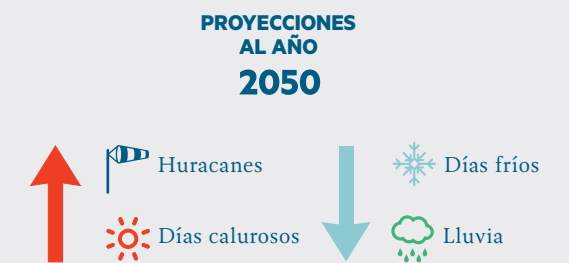 PROYECCIONES
AL AÑO
2050
Huracanes
Días fríos
Días calurosos
Lluvia